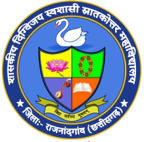 शासकीय दिग्विजय स्वशासी स्नातकोत्तर महाविद्यालय
जिला:- राजनांदगांव (छत्तीसगढ़)